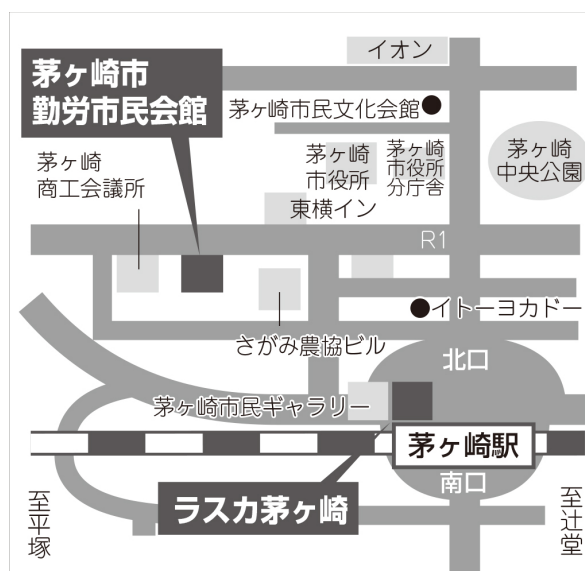 イオン
茅ヶ崎市
勤労市民会館
茅ヶ崎市民文化会館
茅ヶ崎
商工会議所
茅ヶ崎
市役所
茅ヶ崎
市役所
分庁舎
茅ヶ崎
中央公園
東横イン
R1
イトーヨカドー
さがみ農協ビル
北口
茅ヶ崎市民ギャラリー
茅ヶ崎駅
南口
ラスカ茅ヶ崎
至平塚
至辻堂